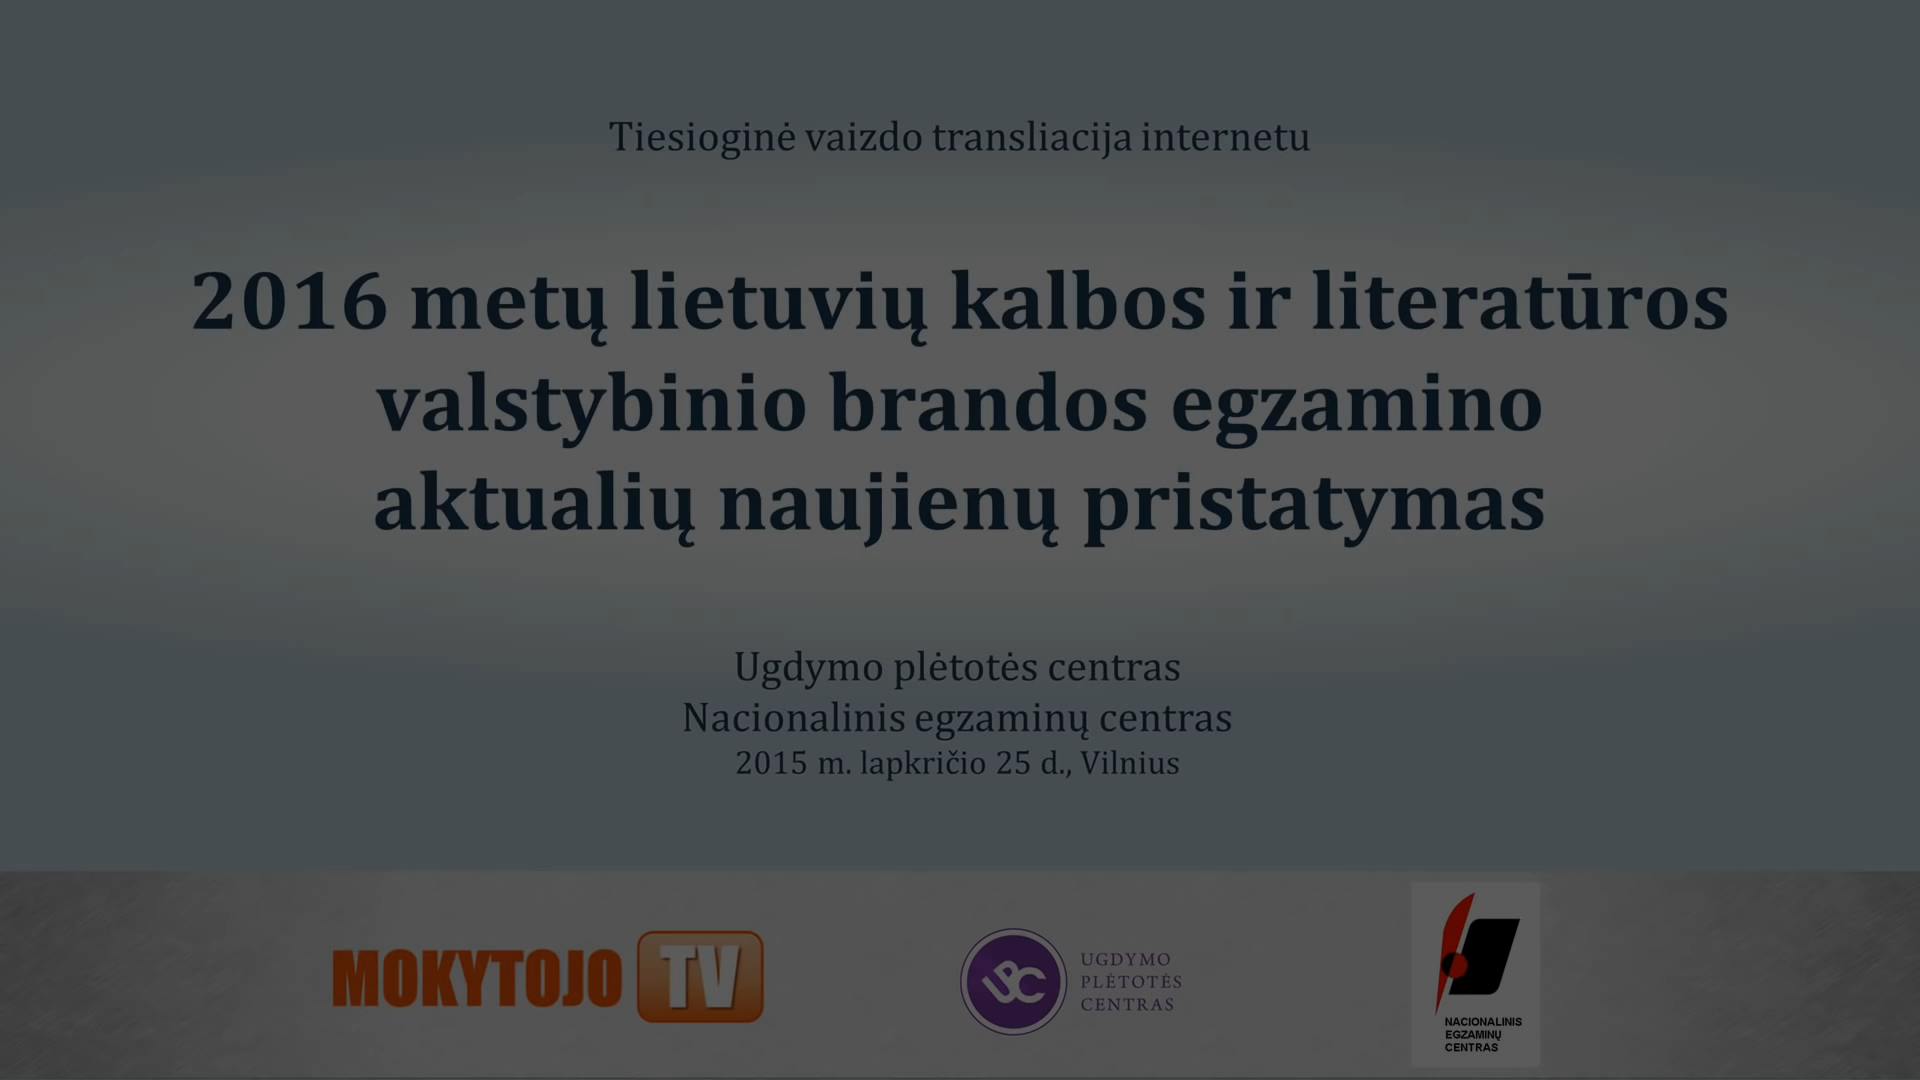 Tiesioginė vaizdo transliacija internetu
2016 metų lietuvių kalbos ir literatūros
valstybinio brandos egzamino
aktualių naujienų pristatymas
Ugdymo plėtotės centras
Nacionalinis egzaminų centras
2015 m. lapkričio 25 d., Vilnius
MOKYTOJO TV
UPC
UGDYMO
PLĖTOTĖS
CENTRAS
NACIONALINIS
EGZAMINŲ
CENTRAS